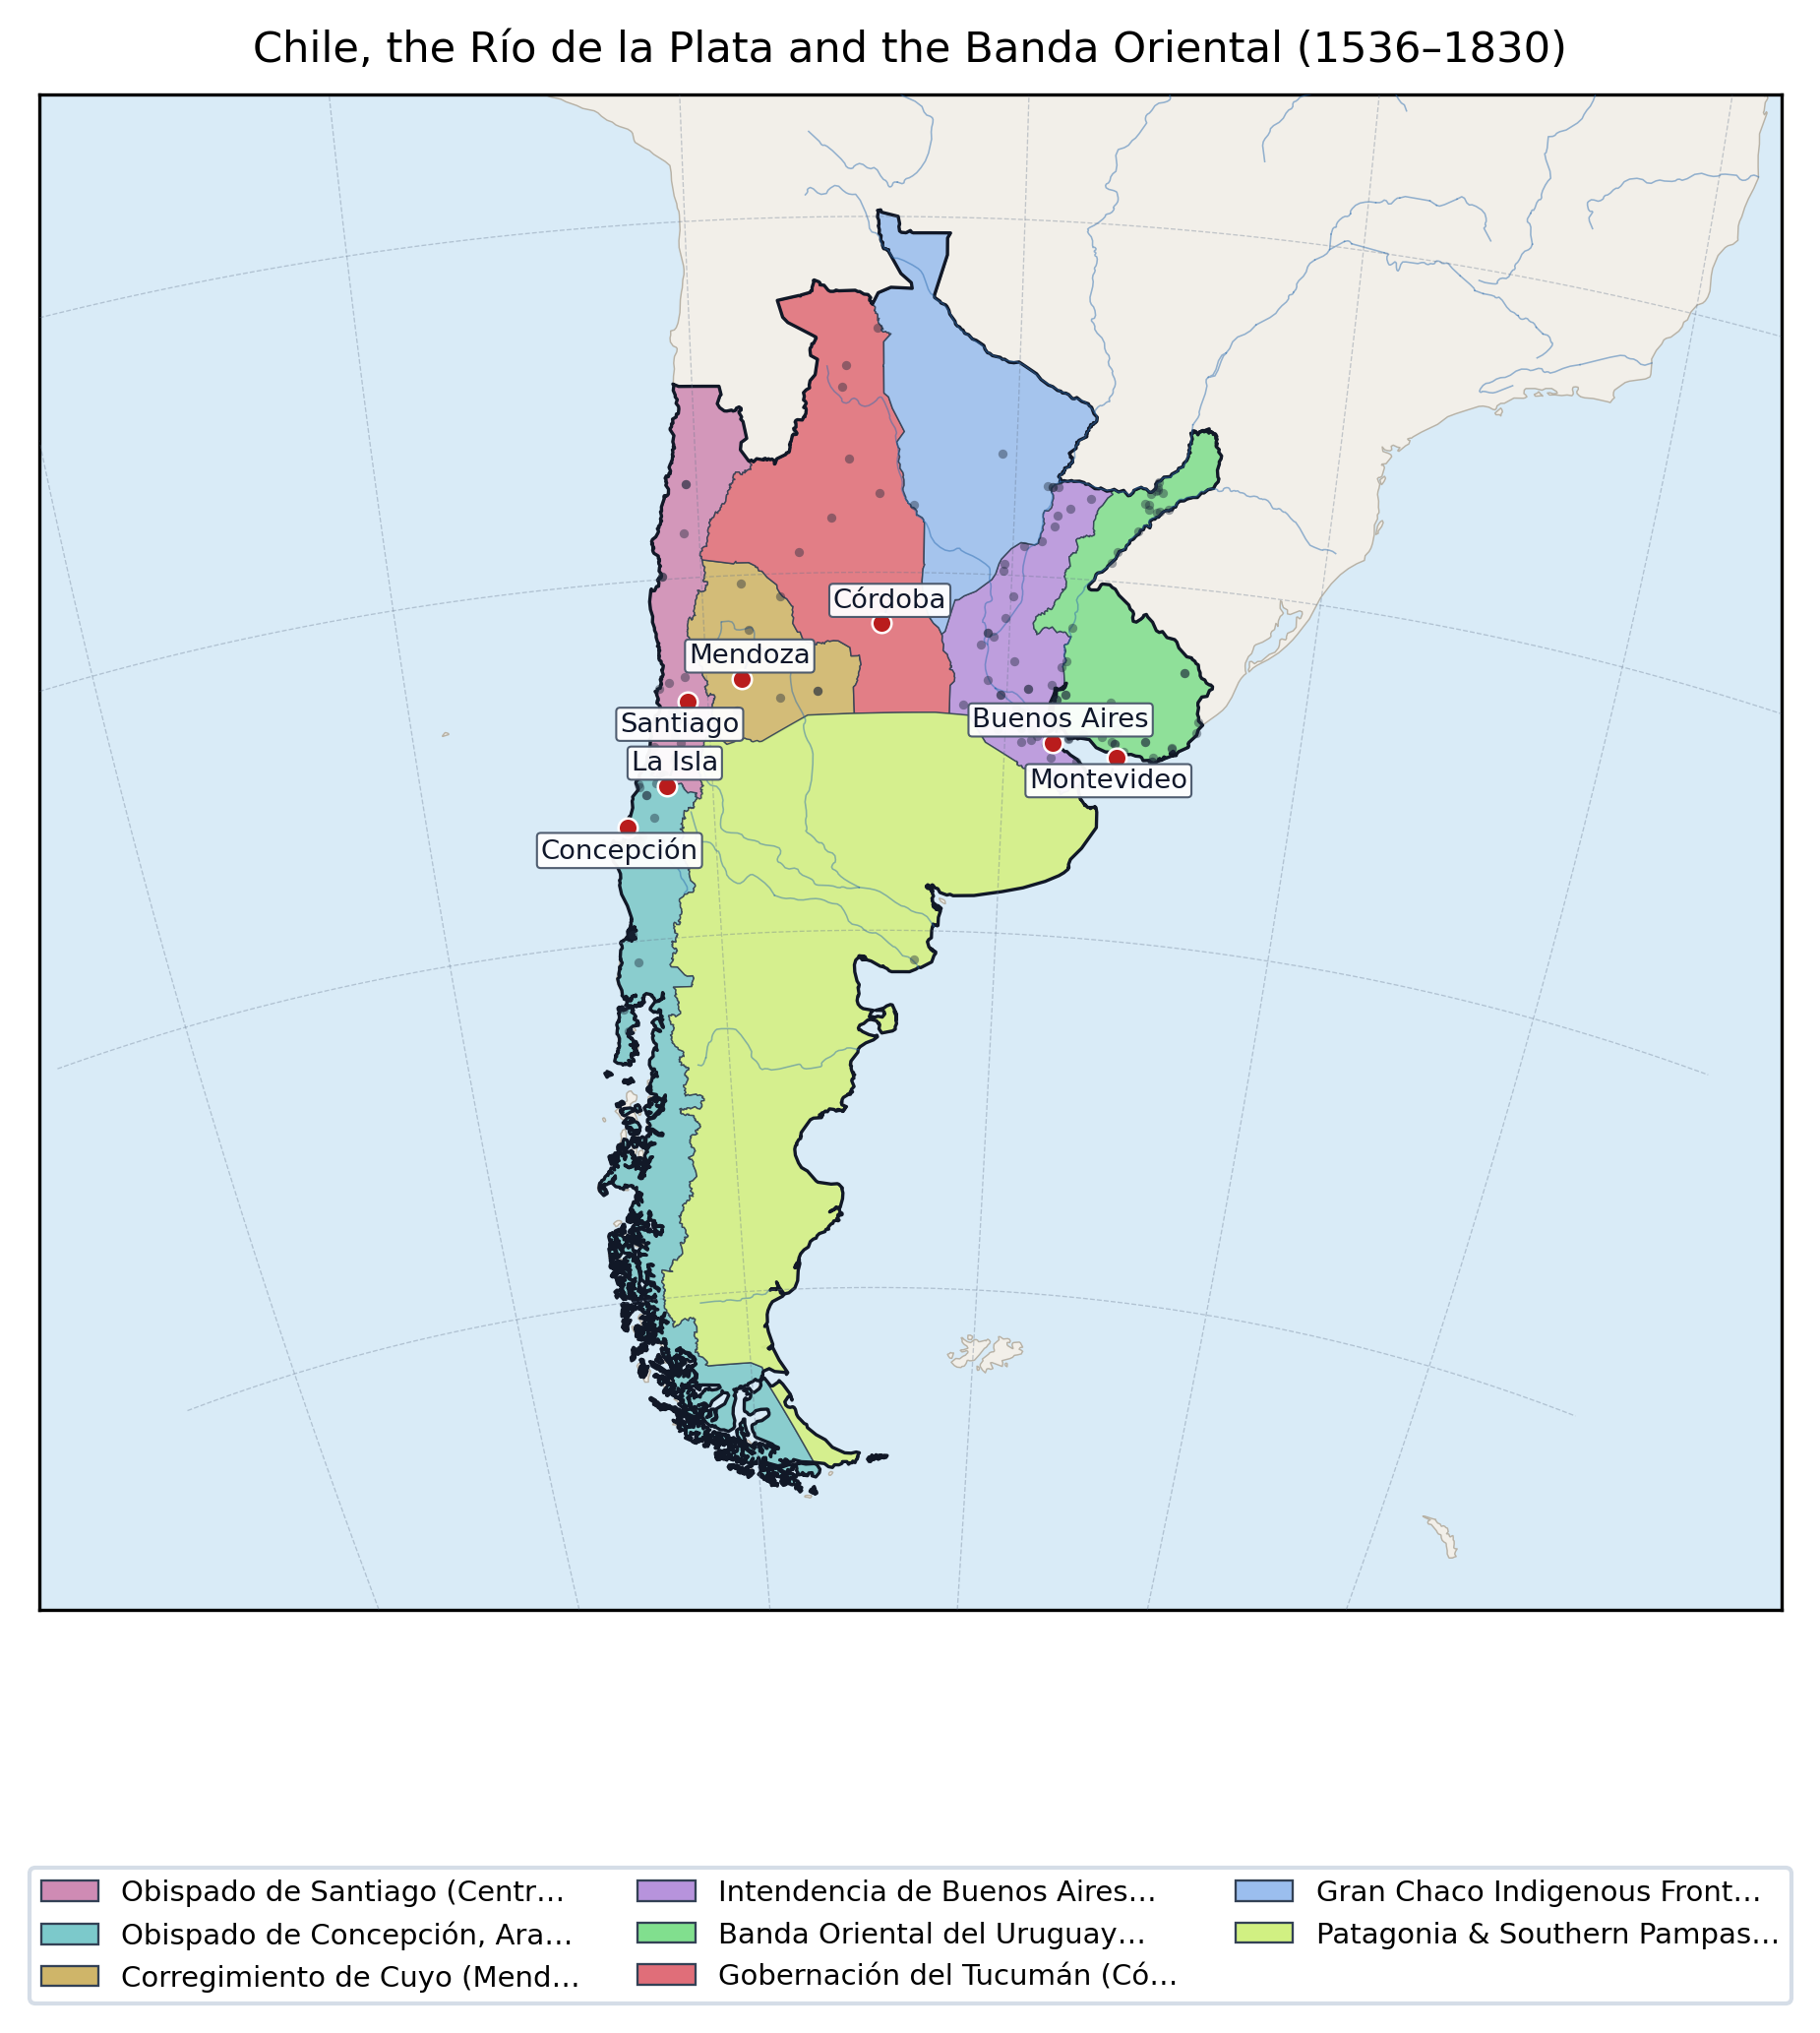 Chile, the Río de la Plata and the Banda Oriental (1536–1830)
Córdoba
Mendoza
Santiago
Buenos Aires
La Isla
Montevideo
Concepción
Obispado de Santiago (Centr...
Obispado de Concepción, Ara...
Corregimiento de Cuyo (Mend...
Intendencia de Buenos Aires...
Banda Oriental del Uruguay...
Gobernación del Tucumán (Có...
Gran Chaco Indigenous Front...
Patagonia & Southern Pampas...